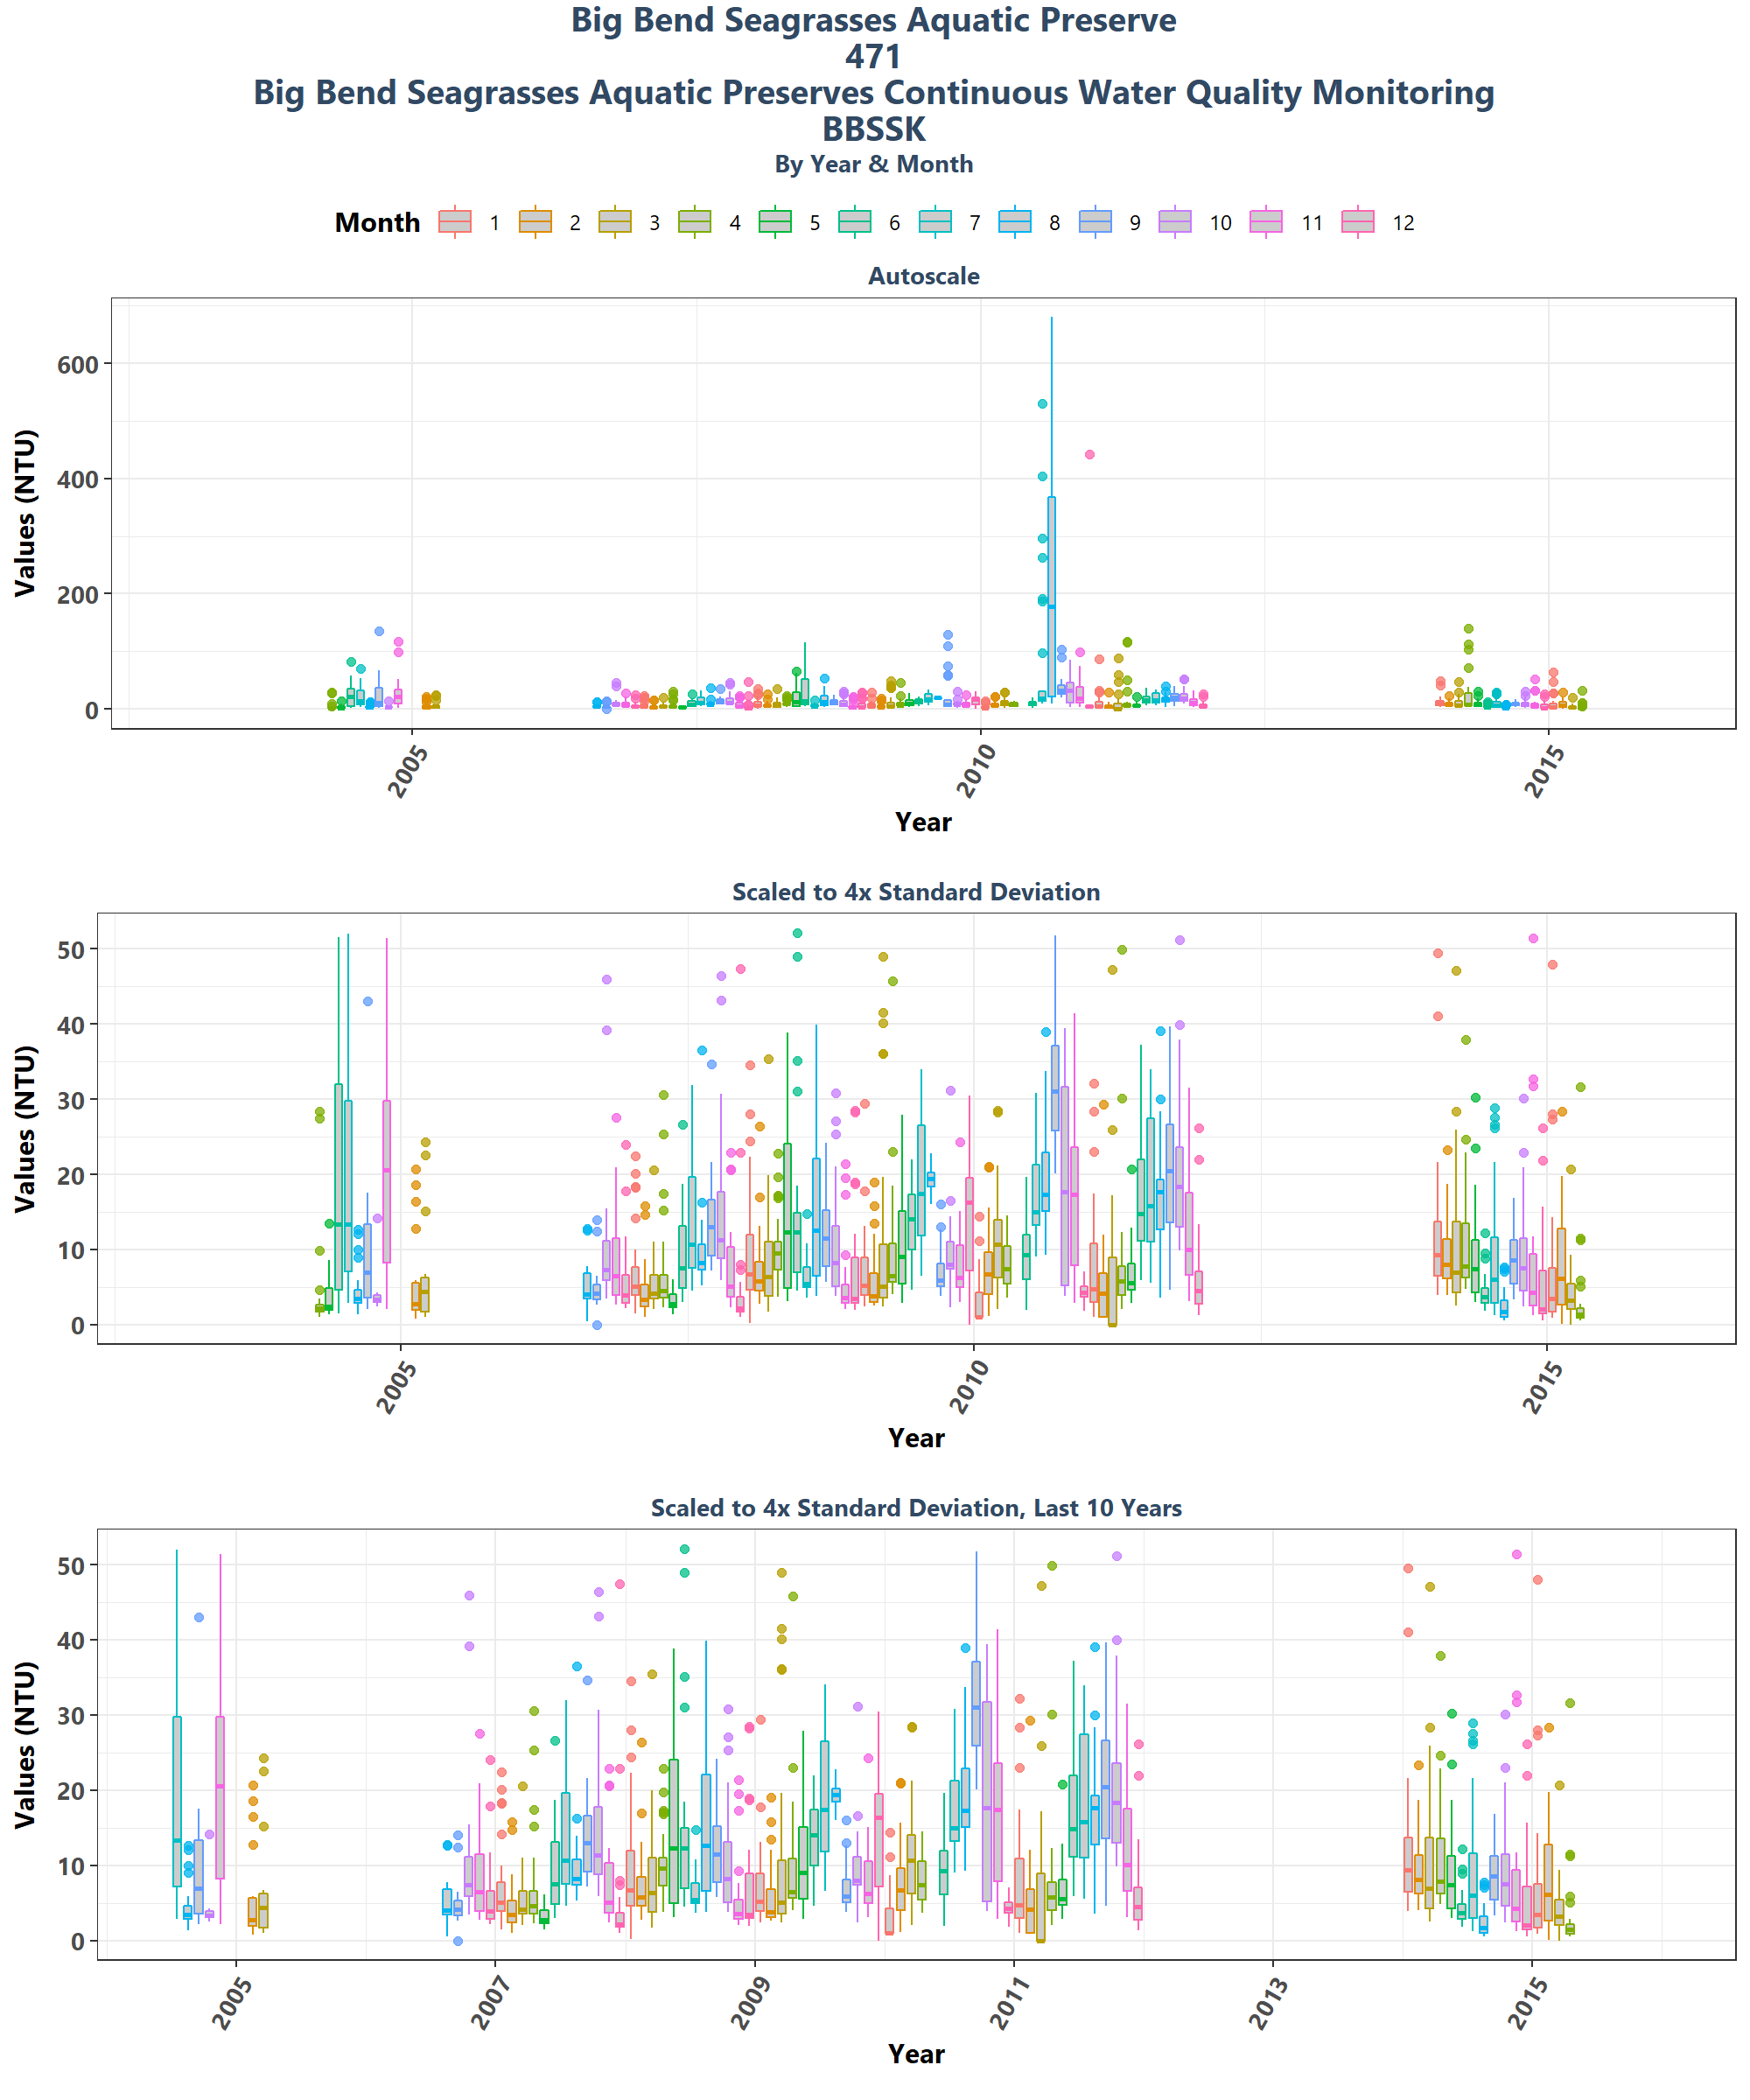 Big Bend Seagrasses Aquatic Preserve
471
Big Bend Seagrasses Aquatic Preserves Continuous Water Quality Monitoring
BBSSK
By Year & Month
Month 1 2 3 4 5 6 7 8 9 10 11 12
Autoscale
Values (NTU)
600
400
200
0
2005 2010 2015
Year
Scaled to 4x Standard Deviation
Values (NTU)
50
40
30
20
10
0
2005 2010 2015
Year
Scaled to 4x Standard Deviation, Last 10 Years
Values (NTU)
50
40
30
20
10
0
2005 2007 2009 2011 2013 2015
Year